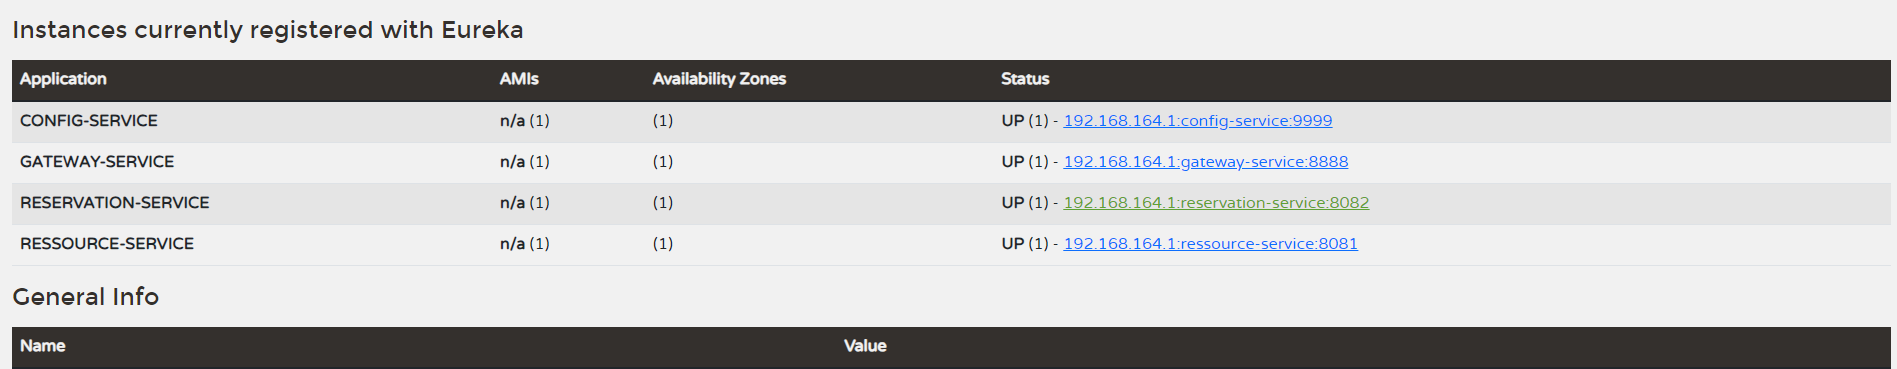 Instances currently registered with Eureka
Application AMIs Availability Zones Status
CONFIG-SERVICE n/a (1) (1) UP (1) - 192.168.164.1:config-service:9999
GATEWAY-SERVICE n/a (1) (1) UP (1) - 192.168.164.1:gateway-service:8888
RESERVATION-SERVICE n/a (1) (1) UP (1) - 192.168.164.1:reservation-service:8082
RESSOURCE-SERVICE n/a (1) (1) UP (1) - 192.168.164.1:ressource-service:8081
General Info
Name Value